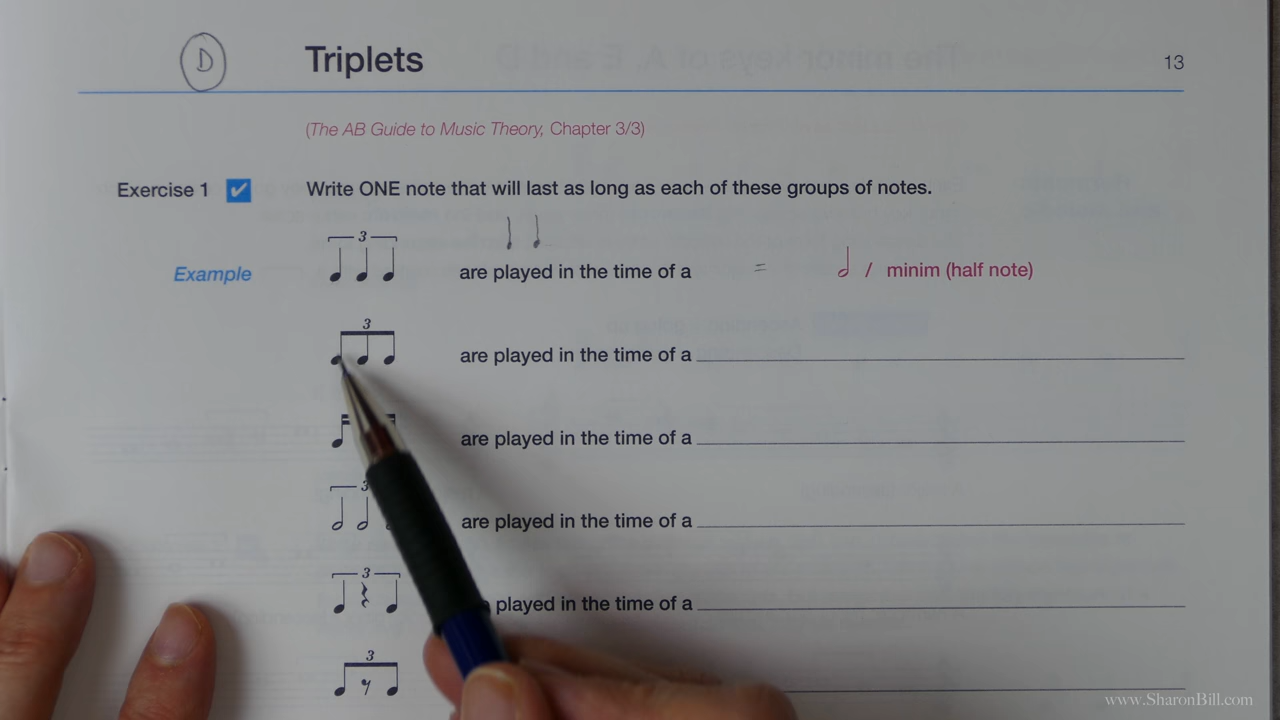 D
Triplets
13
(The AB Guide to Music Theory, Chapter 3/3)
Exercise 1 Write ONE note that will last as long as each of these groups of notes.
3
Example are played in the time of a = / minim (half note)
3
are played in the time of a
are played in the time of a
3
are played in the time of a
3
played in the time of a
3
www.SharonBill.com